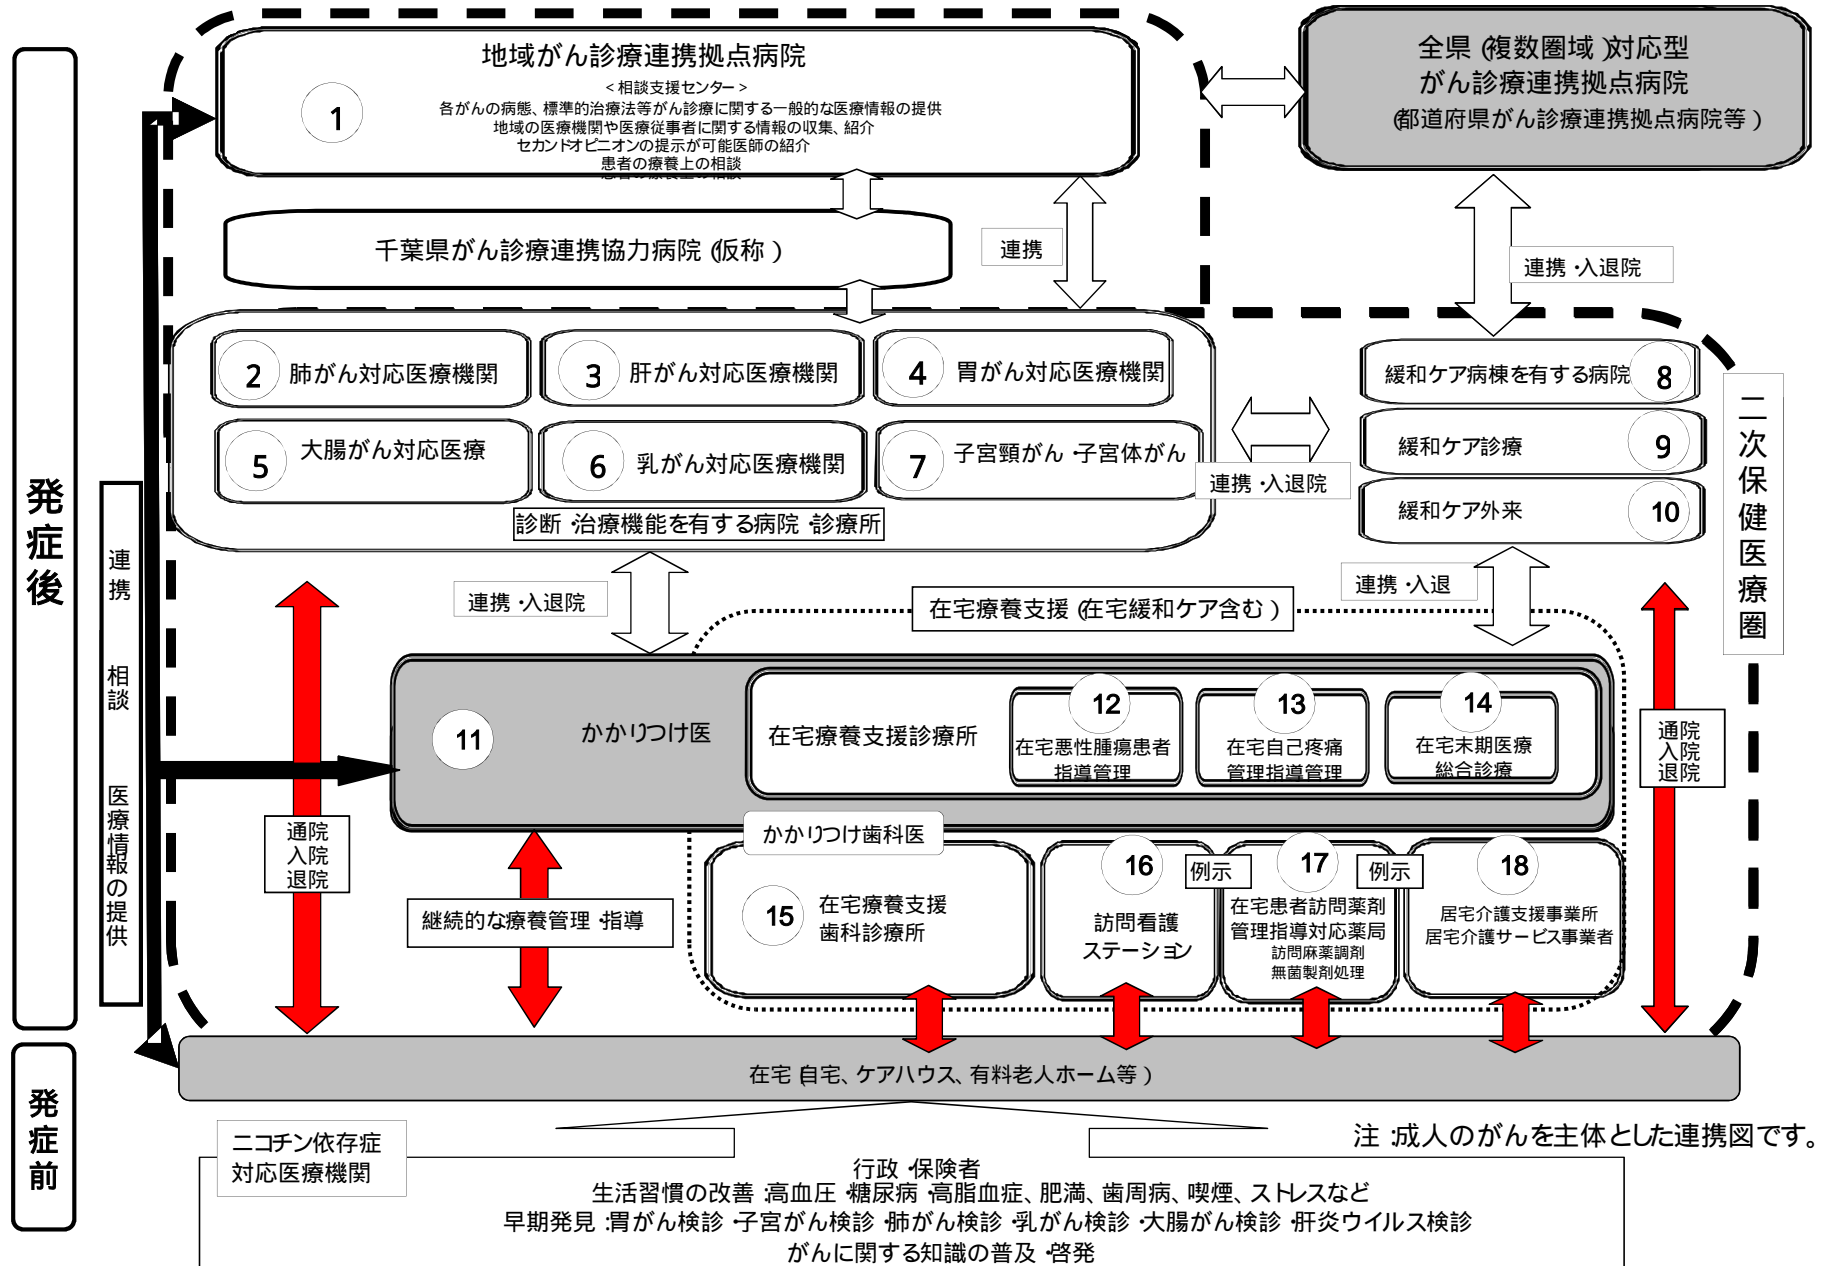 地域がん診療連携拠点病院
<相談支援センター>
各がんの病態、標準的治療法等がん診療に関する一般的な医療情報の提供
地域の医療機関や医療従事者に関する情報の収集、紹介
セカンドオピニオンの提示が可能医師の紹介
患者の療養上の相談
1
全県(複数圏域)対応型
がん診療連携拠点病院
(都道府県がん診療連携拠点病院等)
千葉県がん診療連携協力病院(仮称)
連携
連携・入退院
2 肺がん対応医療機関
3 肝がん対応医療機関
4 胃がん対応医療機関
5 大腸がん対応医療
6 乳がん対応医療機関
7 子宮頸がん・子宮体がん
診断・治療機能を有する病院・診療所
連携・入退院
緩和ケア病棟を有する病院 8
緩和ケア診療 9
緩和ケア外来 10
二次保健医療圏
発症後
連携 相談 医療情報の提供
連携・入退院
連携・入退
在宅療養支援(在宅緩和ケア含む)
11 かかりつけ医
在宅療養支援診療所
12
在宅悪性腫瘍患者
指導管理
13
在宅自己疼痛
管理指導管理
14
在宅末期医療
総合診療
通院
入院
退院
通院
入院
退院
継続的な療養管理・指導
かかりつけ歯科医
15 在宅療養支援
歯科診療所
16
訪問看護
ステーション
例示
17
在宅患者訪問薬剤
管理指導対応薬局
訪問麻薬調剤
無菌製剤処理
例示
18
居宅介護支援事業所
居宅介護サービス事業者
在宅(自宅、ケアハウス、有料老人ホーム等)
発症前
ニコチン依存症
対応医療機関
注:成人のがんを主体とした連携図です。
行政・保険者
生活習慣の改善:高血圧・糖尿病・高脂血症、肥満、歯周病、喫煙、ストレスなど
早期発見:胃がん検診・子宮がん検診・肺がん検診・乳がん検診・大腸がん検診・肝炎ウイルス検診
がんに関する知識の普及・啓発